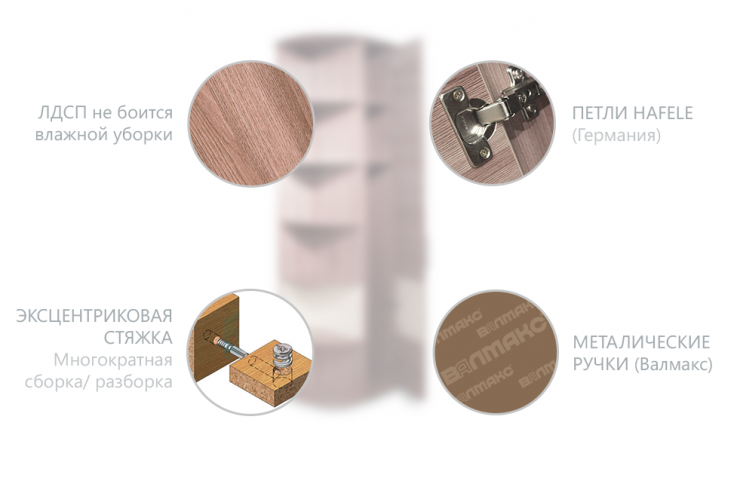 ЛДСП не боится
влажной уборки
ПЕТЛИ HAFELE
(Германия)
ЭКСЦЕНТРИКОВАЯ
СТЯЖКА
Многократная
сборка/ разборка
МЕТАЛИЧЕСКИЕ
РУЧКИ (Валмакс)
ВАЛМАКС
ВАЛМАКС
ВАЛМАКС